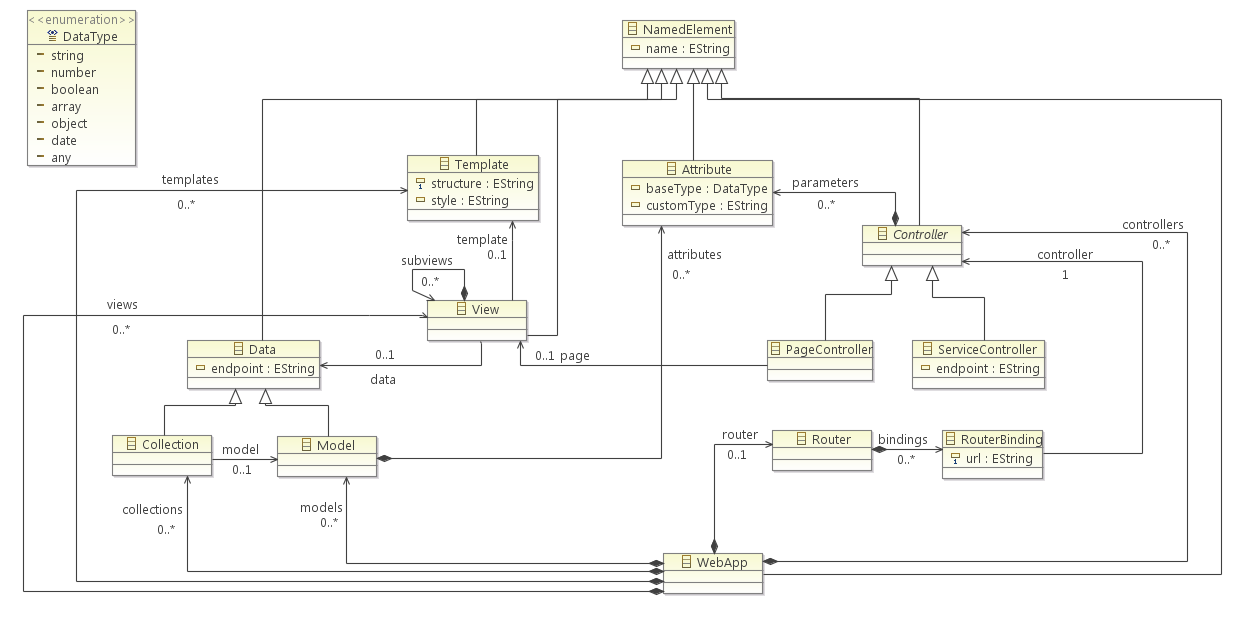 <<enumeration>>
DataType
string
number
boolean
array
object
date
any
NamedElement
name : EString
templates
0..*
Template
structure : EString
style : EString
Attribute
baseType : DataType
customType : EString
parameters
0..*
Controller
controllers
0..*
template
0..1
attributes
0..*
controller
1
subviews
0..*
views
0..*
View
Data
endpoint : EString
0..1
data
0..1 page
PageController
ServiceController
endpoint : EString
Collection
model
0..1
Model
router
0..1
Router
bindings
0..*
RouterBinding
url : EString
collections
0..*
models
0..*
WebApp